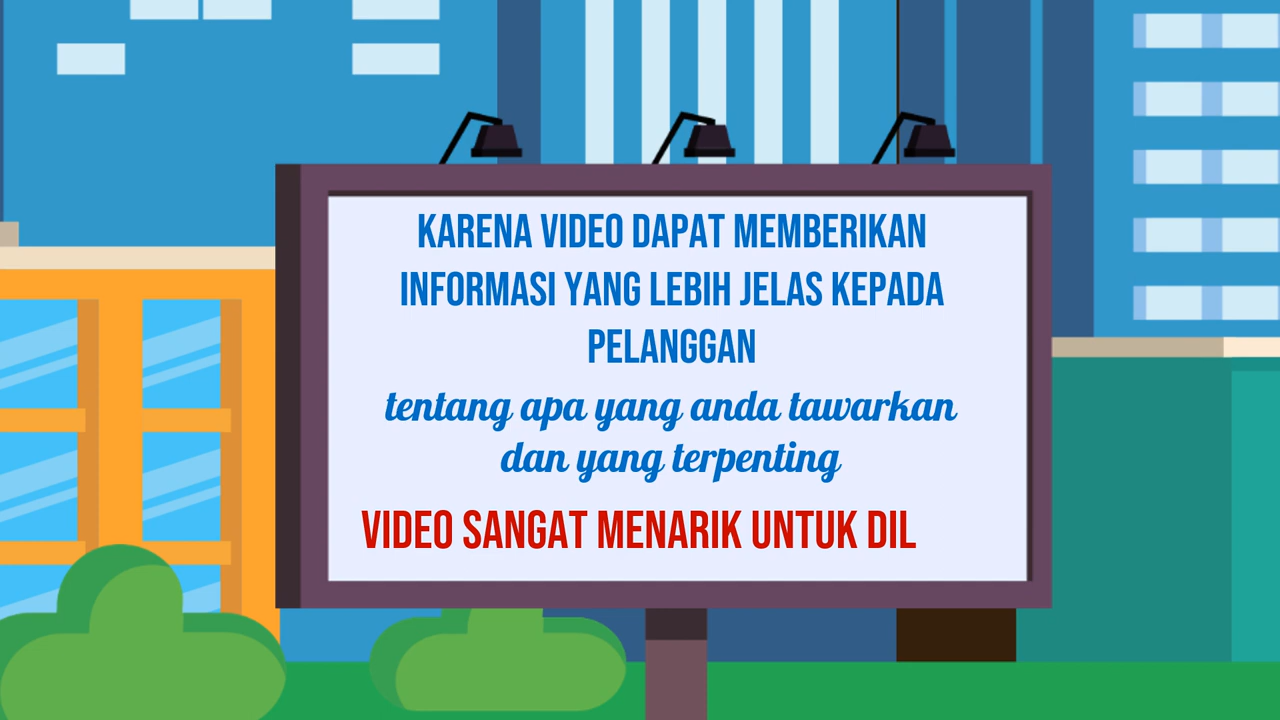 KARENA VIDEO DAPAT MEMBERIKAN
INFORMASI YANG LEBIH JELAS KEPADA
PELANGGAN
tentang apa yang anda tawarkan
dan yang terpenting
VIDEO SANGAT MENARIK UNTUK DIL